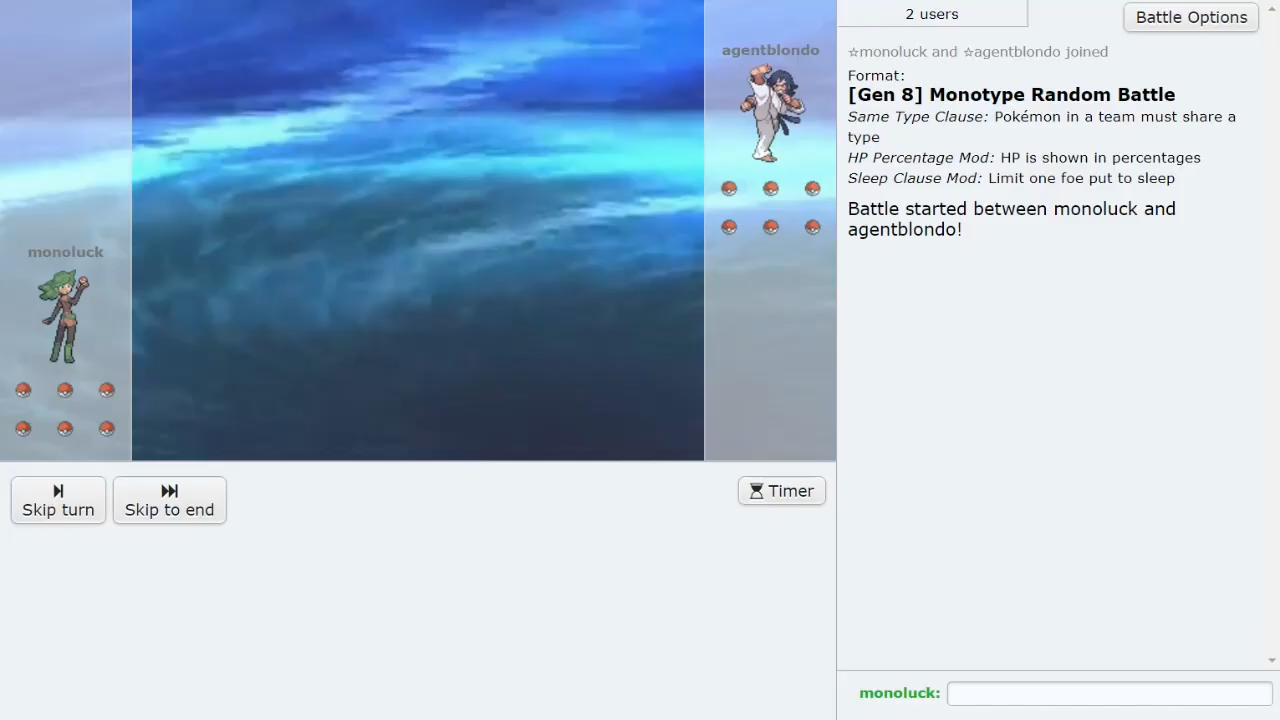 2 users
Battle Options
☆monoluck and ☆agentblondo joined
Format:
[Gen 8] Monotype Random Battle
Same Type Clause: Pokémon in a team must share a
type
HP Percentage Mod: HP is shown in percentages
Sleep Clause Mod: Limit one foe put to sleep
Battle started between monoluck and
agentblondo!
agentblondo
monoluck
Skip turn
Skip to end
Timer
monoluck: